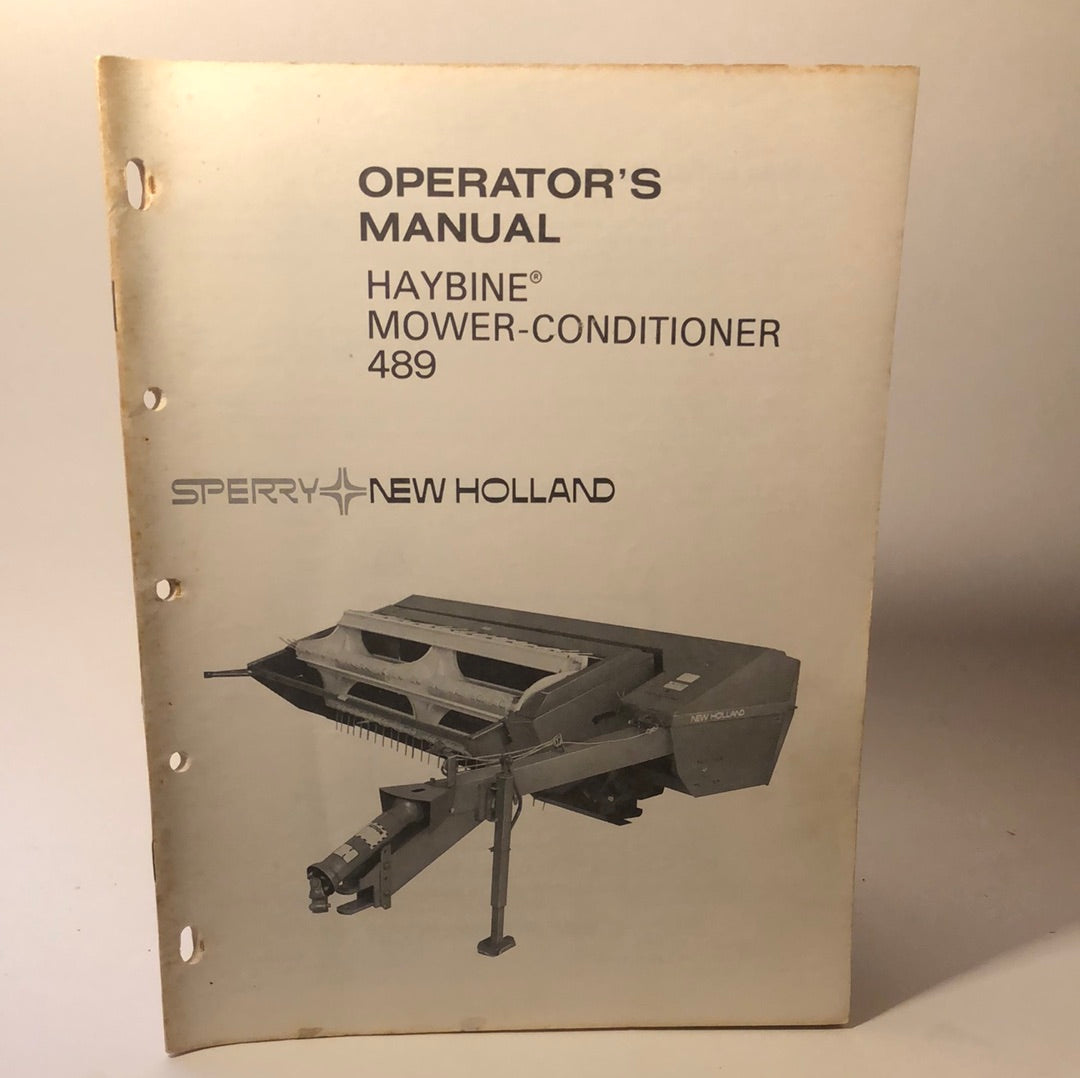 OPERATOR'S
MANUAL
HAYBINE®
MOWER-CONDITIONER
489
SPERRY NEW HOLLAND
NEW HOLLAND